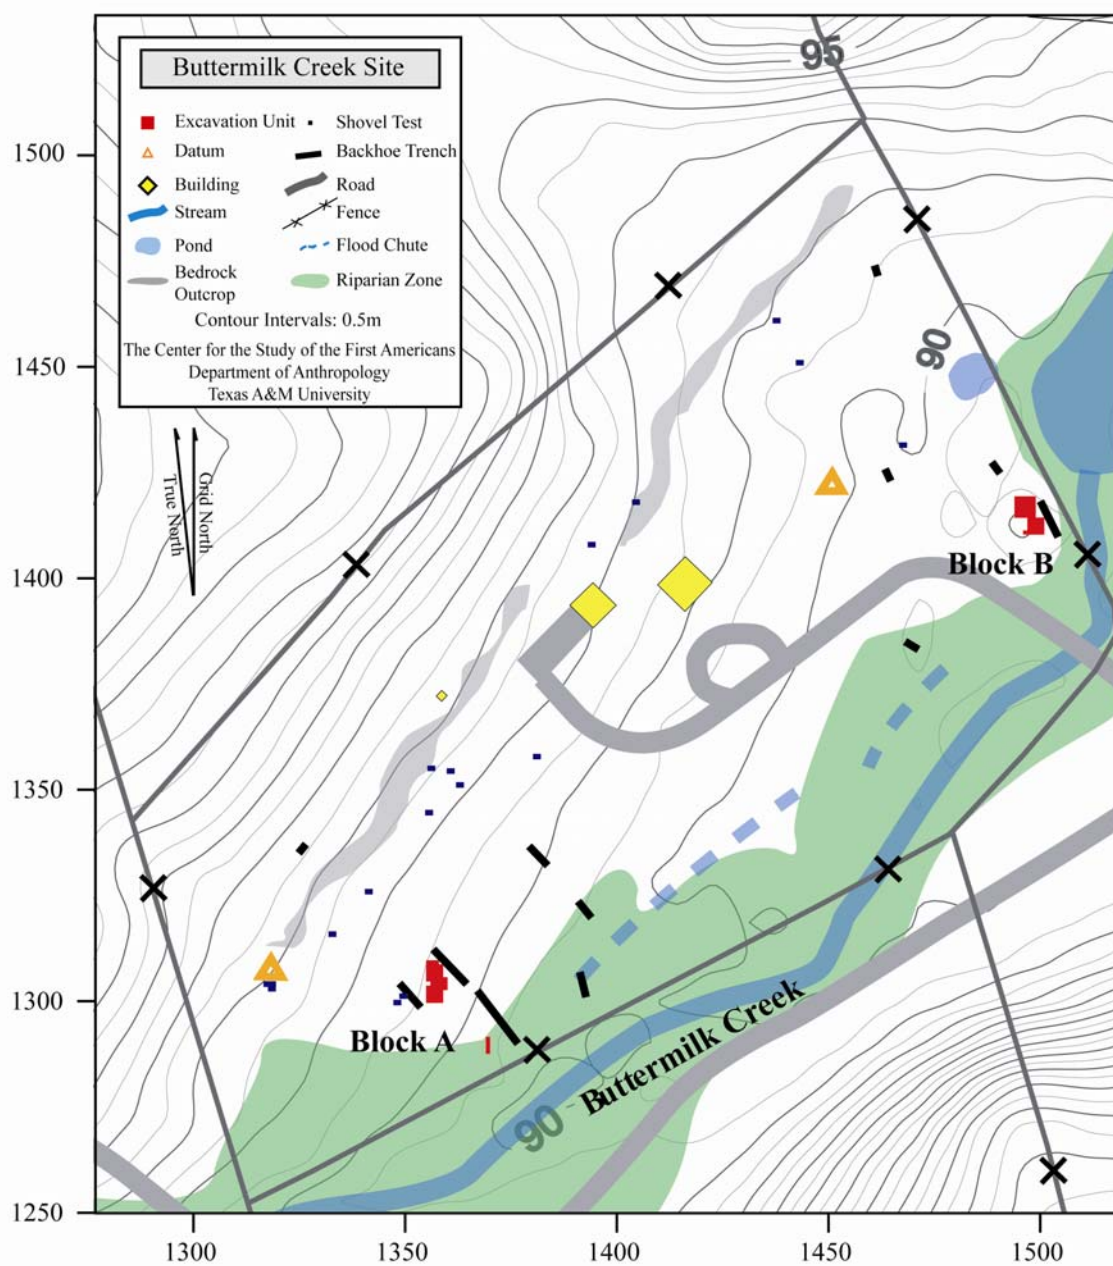 95
Buttermilk Creek Site
Excavation Unit
Shovel Test
Datum
Backhoe Trench
Building
Road
Stream
Fence
Pond
Flood Chute
Bedrock
Outcrop
Riparian Zone
Contour Intervals: 0.5m
The Center for the Study of the First Americans
Department of Anthropology
Texas A&M University
True North
Grid North
90
Block B
Block A
Buttermilk Creek
90
1500
1450
1400
1350
1300
1250
1300
1350
1400
1450
1500